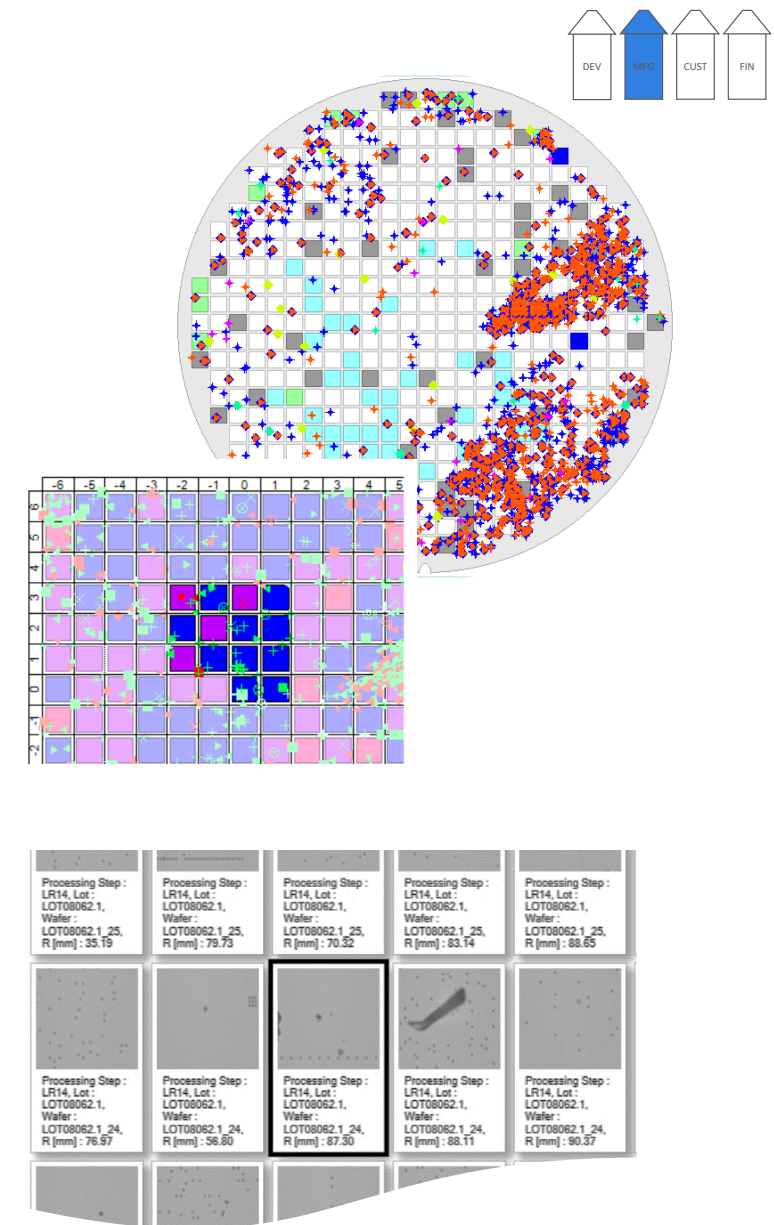 DEV MFG CUST FIN
-6 -5 -4 -3 -2 -1 0 1 2 3 4 5
6
5
4
3
2
1
0
-1
-2
Processing Step :
LR14, Lot :
LOT08062.1,
Wafer :
LOT08062.1_25,
R [mm] : 35.19
Processing Step :
LR14, Lot :
LOT08062.1,
Wafer :
LOT08062.1_25,
R [mm] : 79.73
Processing Step :
LR14, Lot :
LOT08062.1,
Wafer :
LOT08062.1_25,
R [mm] : 70.32
Processing Step :
LR14, Lot :
LOT08062.1,
Wafer :
LOT08062.1_25,
R [mm] : 83.14
Processing Step :
LR14, Lot :
LOT08062.1,
Wafer :
LOT08062.1_25,
R [mm] : 88.65
Processing Step :
LR14, Lot :
LOT08062.1,
Wafer :
LOT08062.1_24,
R [mm] : 76.97
Processing Step :
LR14, Lot :
LOT08062.1,
Wafer :
LOT08062.1_24,
R [mm] : 56.80
Processing Step :
LR14, Lot :
LOT08062.1,
Wafer :
LOT08062.1_24,
R [mm] : 87.30
Processing Step :
LR14, Lot :
LOT08062.1,
Wafer :
LOT08062.1_24,
R [mm] : 88.11
Processing Step :
LR14, Lot :
LOT08062.1,
Wafer :
LOT08062.1_24,
R [mm] : 90.37